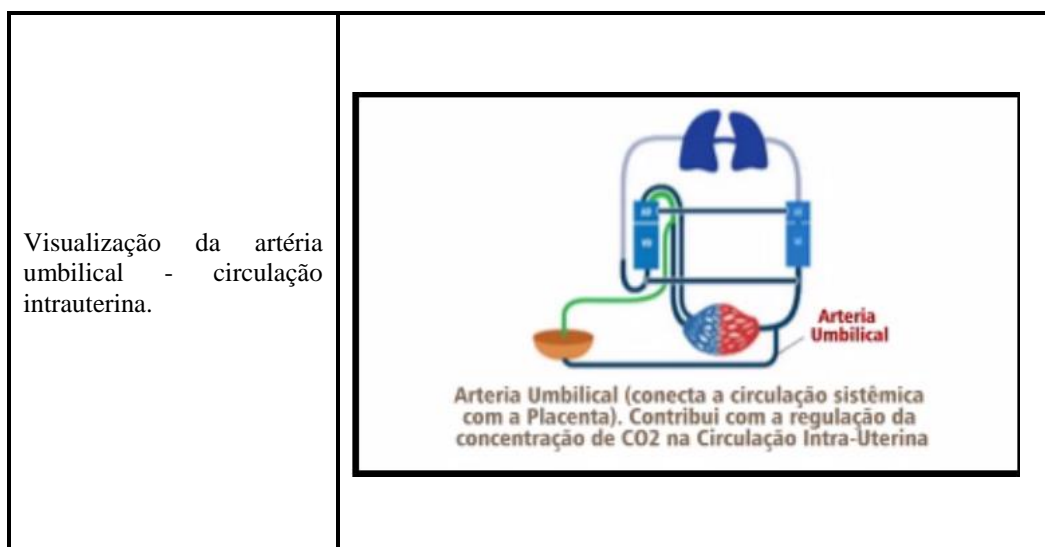 Visualização da artéria
umbilical - circulação
intrauterina.
Arteria
Umbilical
Arteria Umbilical (conecta a circulação sistêmica
com a Placenta). Contribui com a regulação da
concentração de CO2 na Circulação Intra-Uterina